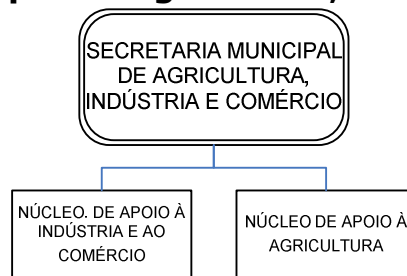 SECRETARIA MUNICIPAL
DE AGRICULTURA,
INDÚSTRIA E COMÉRCIO
NÚCLEO. DE APOIO À
INDÚSTRIA E AO
COMÉRCIO
NÚCLEO DE APOIO À
AGRICULTURA